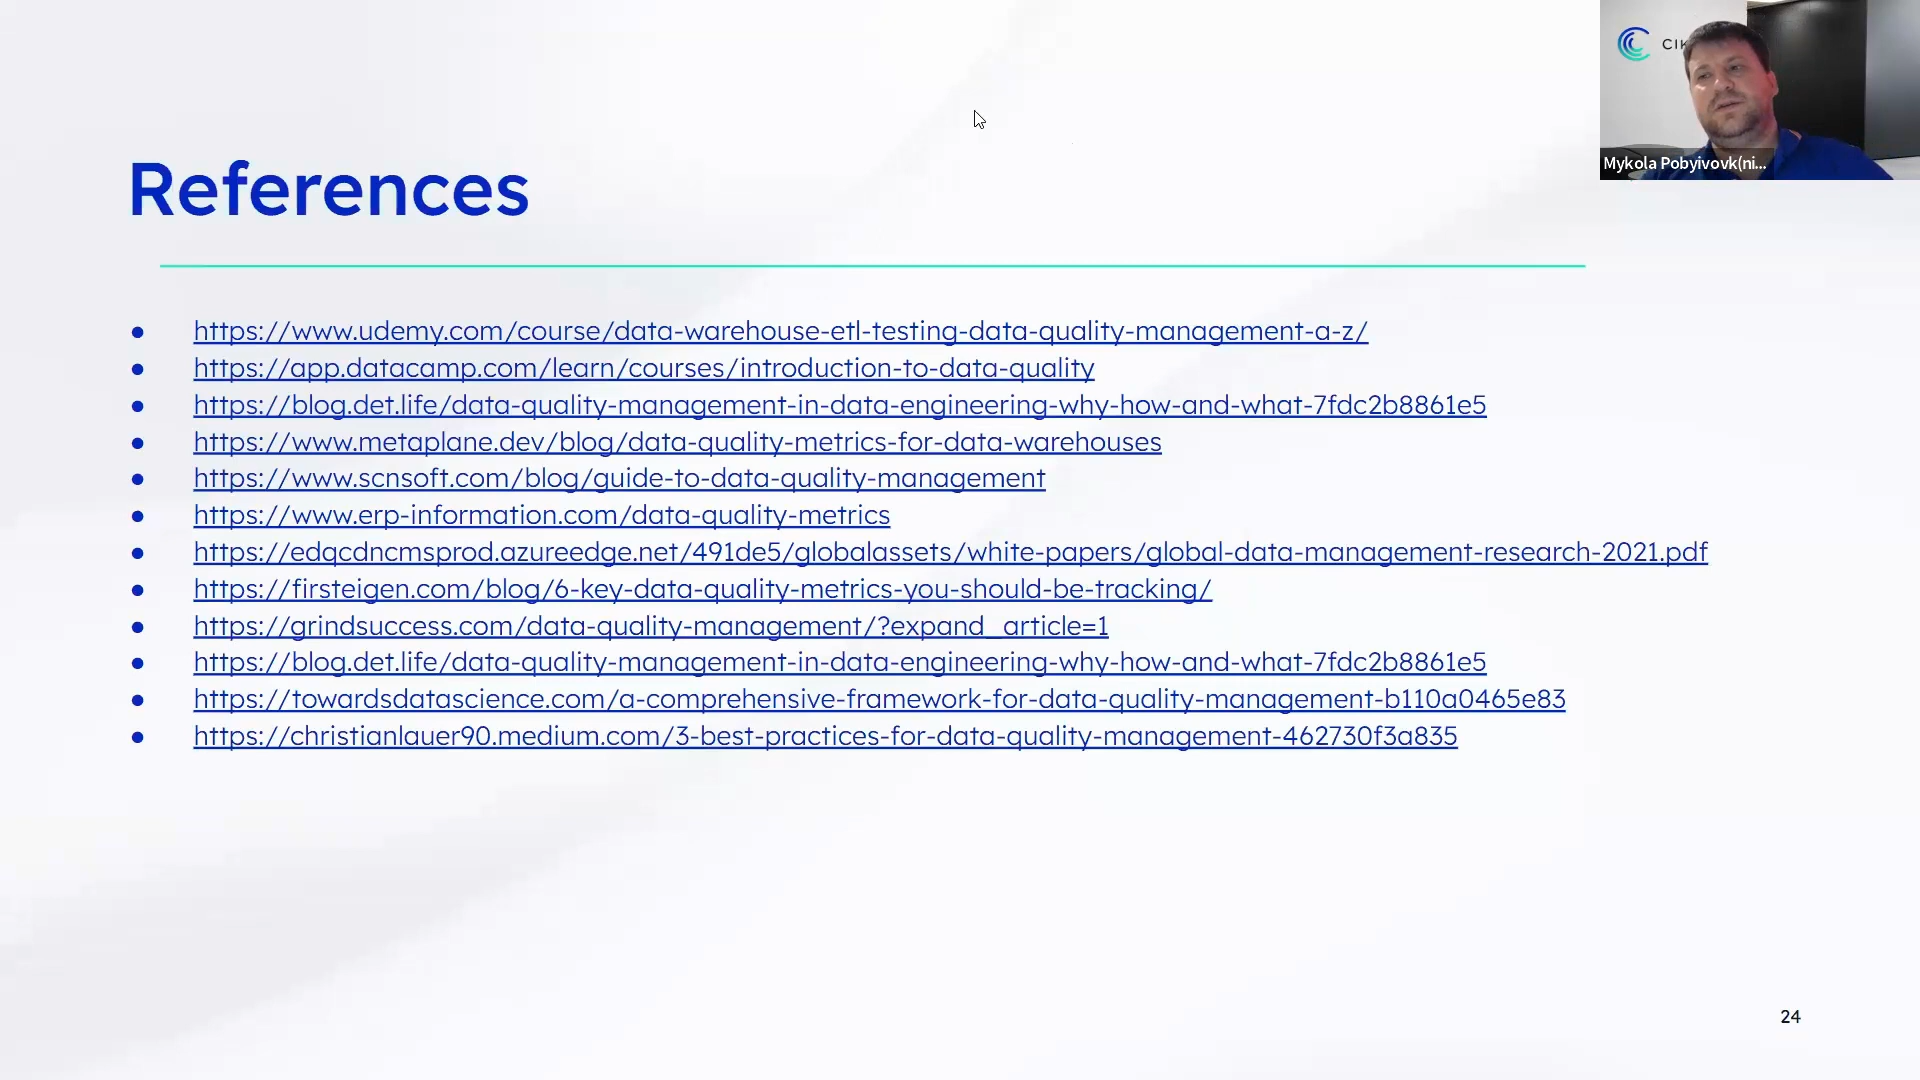 CIK
Mykola Pobyivovk(ni...
References
https://www.udemy.com/course/data-warehouse-etl-testing-data-quality-management-a-z/
https://app.datacamp.com/learn/courses/introduction-to-data-quality
https://blog.det.life/data-quality-management-in-data-engineering-why-how-and-what-7fdc2b8861e5
https://www.metaplane.dev/blog/data-quality-metrics-for-data-warehouses
https://www.scnsoft.com/blog/guide-to-data-quality-management
https://www.erp-information.com/data-quality-metrics
https://edqcdncmsprod.azureedge.net/491de5/globalassets/white-papers/global-data-management-research-2021.pdf
https://firsteigen.com/blog/6-key-data-quality-metrics-you-should-be-tracking/
https://grindsuccess.com/data-quality-management/?expand_article=1
https://blog.det.life/data-quality-management-in-data-engineering-why-how-and-what-7fdc2b8861e5
https://towardsdatascience.com/a-comprehensive-framework-for-data-quality-management-b110a0465e83
https://christianlauer90.medium.com/3-best-practices-for-data-quality-management-462730f3a835
24